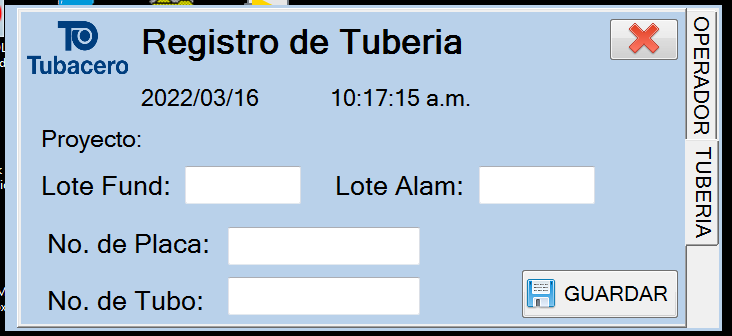 Registro de Tuberia
Tubacero
2022/03/16 10:17:15 a.m.
Proyecto:
Lote Fund: Lote Alam:
No. de Placa:
No. de Tubo:
GUARDAR
OPERADOR
TUBERIA